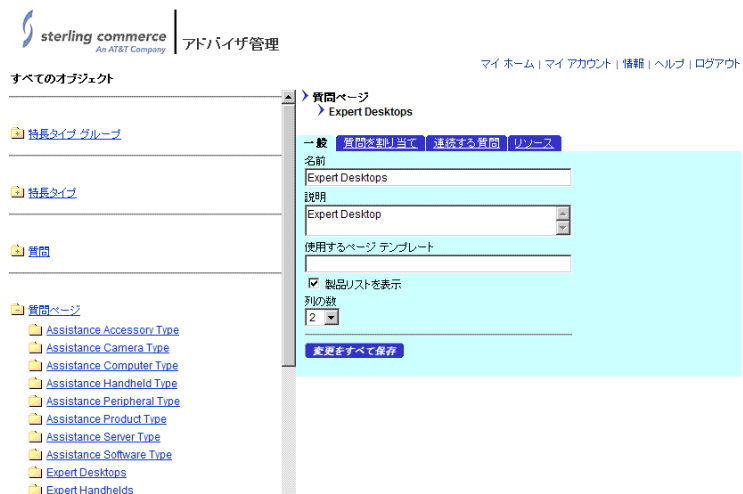 sterling commerce
An AT&T Company
アドバイザ管理
マイ ホーム | マイ アカウント | 情報 | ヘルプ | ログアウト
すべてのオブジェクト
特長タイプ グループ
特長タイプ
質問
質問ページ
Assistance Accessory Type
Assistance Camera Type
Assistance Computer Type
Assistance Handheld Type
Assistance Peripheral Type
Assistance Product Type
Assistance Server Type
Assistance Software Type
Expert Desktops
Expert Handhelds
質問ページ
Expert Desktops
一般 質問を割り当て 連続する質問 リソース
名前
Expert Desktops
説明
Expert Desktop
使用するページ テンプレート
製品リストを表示
列の数
2
変更をすべて保存